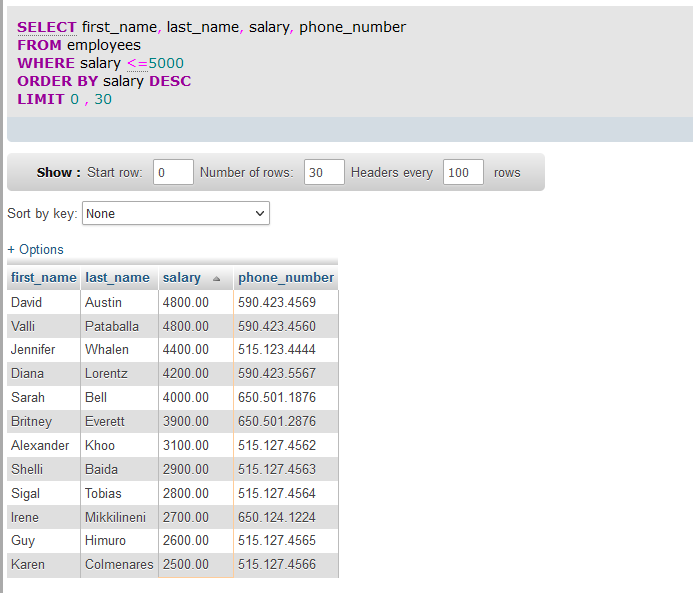 SELECT first_name, last_name, salary, phone_number
FROM employees
WHERE salary <=5000
ORDER BY salary DESC
LIMIT 0 , 30
Show : Start row: 0 Number of rows: 30 Headers every 100 rows
Sort by key: None
+ Options
first_name last_name salary phone_number
David Austin 4800.00 590.423.4569
Valli Pataballa 4800.00 590.423.4560
Jennifer Whalen 4400.00 515.123.4444
Diana Lorentz 4200.00 590.423.5567
Sarah Bell 4000.00 650.501.1876
Britney Everett 3900.00 650.501.2876
Alexander Khoo 3100.00 515.127.4562
Shelli Baida 2900.00 515.127.4563
Sigal Tobias 2800.00 515.127.4564
Irene Mikkilineni 2700.00 650.124.1224
Guy Himuro 2600.00 515.127.4565
Karen Colmenares 2500.00 515.127.4566